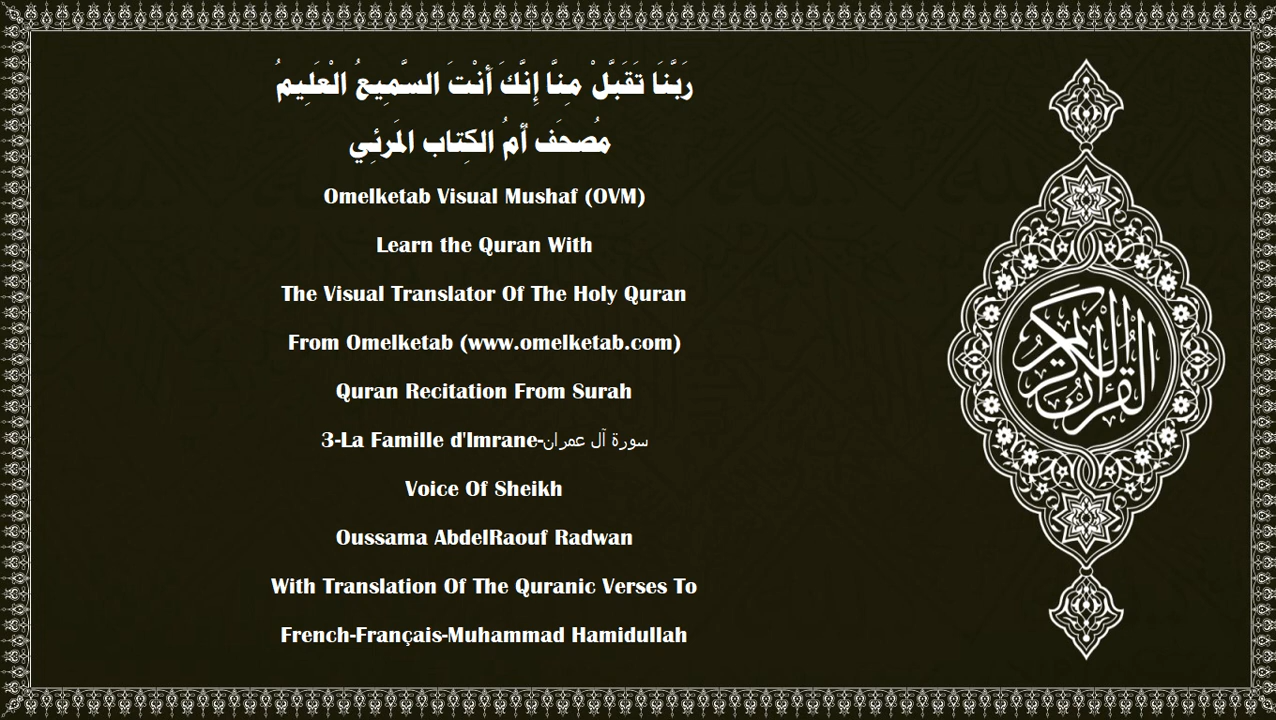 رَبَّنَا تَقَبَّلْ مِنَّا إِنَّكَ أَنْتَ السَّمِيعُ الْعَلِيمُ
مُصحَف أمُ الكِتاب المَرئِي
Omelketab Visual Mushaf (OVM)
Learn the Quran With
The Visual Translator Of The Holy Quran
From Omelketab (www.omelketab.com)
Quran Recitation From Surah
3-La Famille d'Imrane-سورة آل عمران
Voice Of Sheikh
Oussama AbdelRaouf Radwan
With Translation Of The Quranic Verses To
French-Français-Muhammad Hamidullah
القرآن الكريم